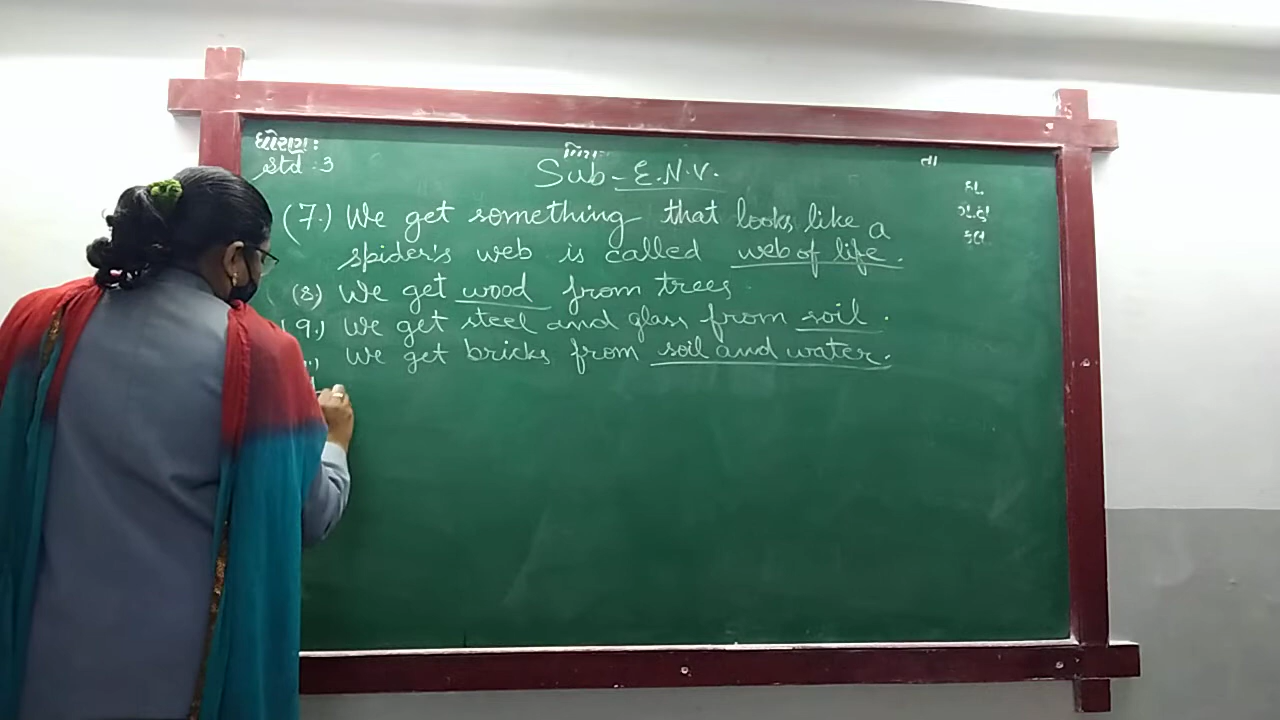 ધોરણ:
Std : 3
તા
Sub - E.N.V.
(7.) We get something that looks like a
spider's web is called web of life.
(8.) We get wood from trees.
(9.) We get steel and glass from soil.
We get bricks from soil and water.